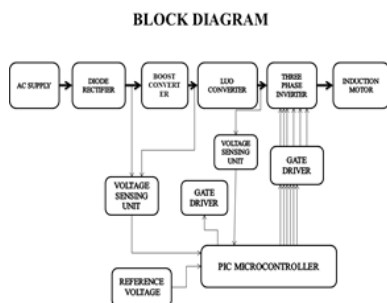 BLOCK DIAGRAM
AC SUPPLY
DIODE
RECTIFIER
BOOST
CONVERT
ER
LUO
CONVERTER
THREE
PHASE
INVERTER
INDUCTION
MOTOR
VOLTAGE
SENSING
UNIT
GATE
DRIVER
VOLTAGE
SENSING
UNIT
GATE
DRIVER
PIC MICROCONTROLLER
REFERENCE
VOLTAGE